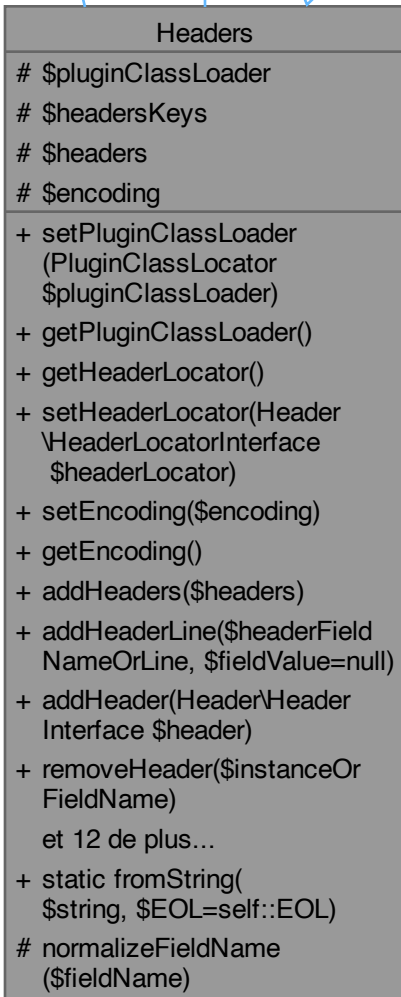 Headers
# $pluginClassLoader
# $headersKeys
# $headers
# $encoding
+ setPluginClassLoader
(PluginClassLocator
$pluginClassLoader)
+ getPluginClassLoader()
+ getHeaderLocator()
+ setHeaderLocator(Header
\HeaderLocatorInterface
$headerLocator)
+ setEncoding($encoding)
+ getEncoding()
+ addHeaders($headers)
+ addHeaderLine($headerField
NameOrLine, $fieldValue=null)
+ addHeader(Header\Header
Interface $header)
+ removeHeader($instanceOr
FieldName)
et 12 de plus...
+ static fromString(
$string, $EOL=self::EOL)
# normalizeFieldName
($fieldName)